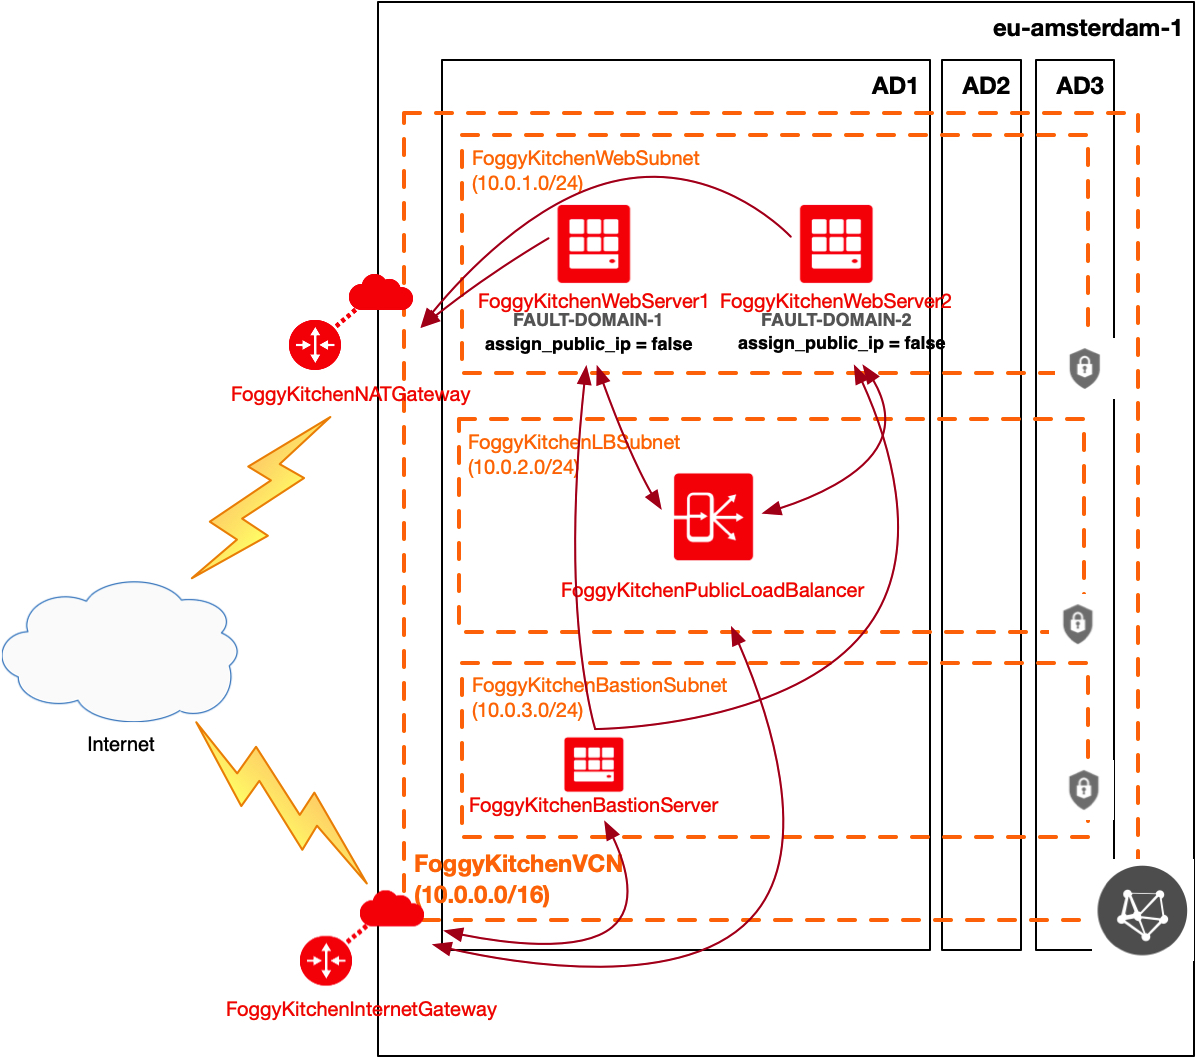 eu-amsterdam-1
AD1
AD2
AD3
FoggyKitchenWebSubnet
(10.0.1.0/24)
FoggyKitchenWebServer1
FAULT-DOMAIN-1
assign_public_ip = false
FoggyKitchenWebServer2
FAULT-DOMAIN-2
assign_public_ip = false
FoggyKitchenNATGateway
FoggyKitchenLBSubnet
(10.0.2.0/24)
FoggyKitchenPublicLoadBalancer
FoggyKitchenBastionSubnet
(10.0.3.0/24)
Internet
FoggyKitchenBastionServer
FoggyKitchenVCN
(10.0.0.0/16)
FoggyKitchenInternetGateway